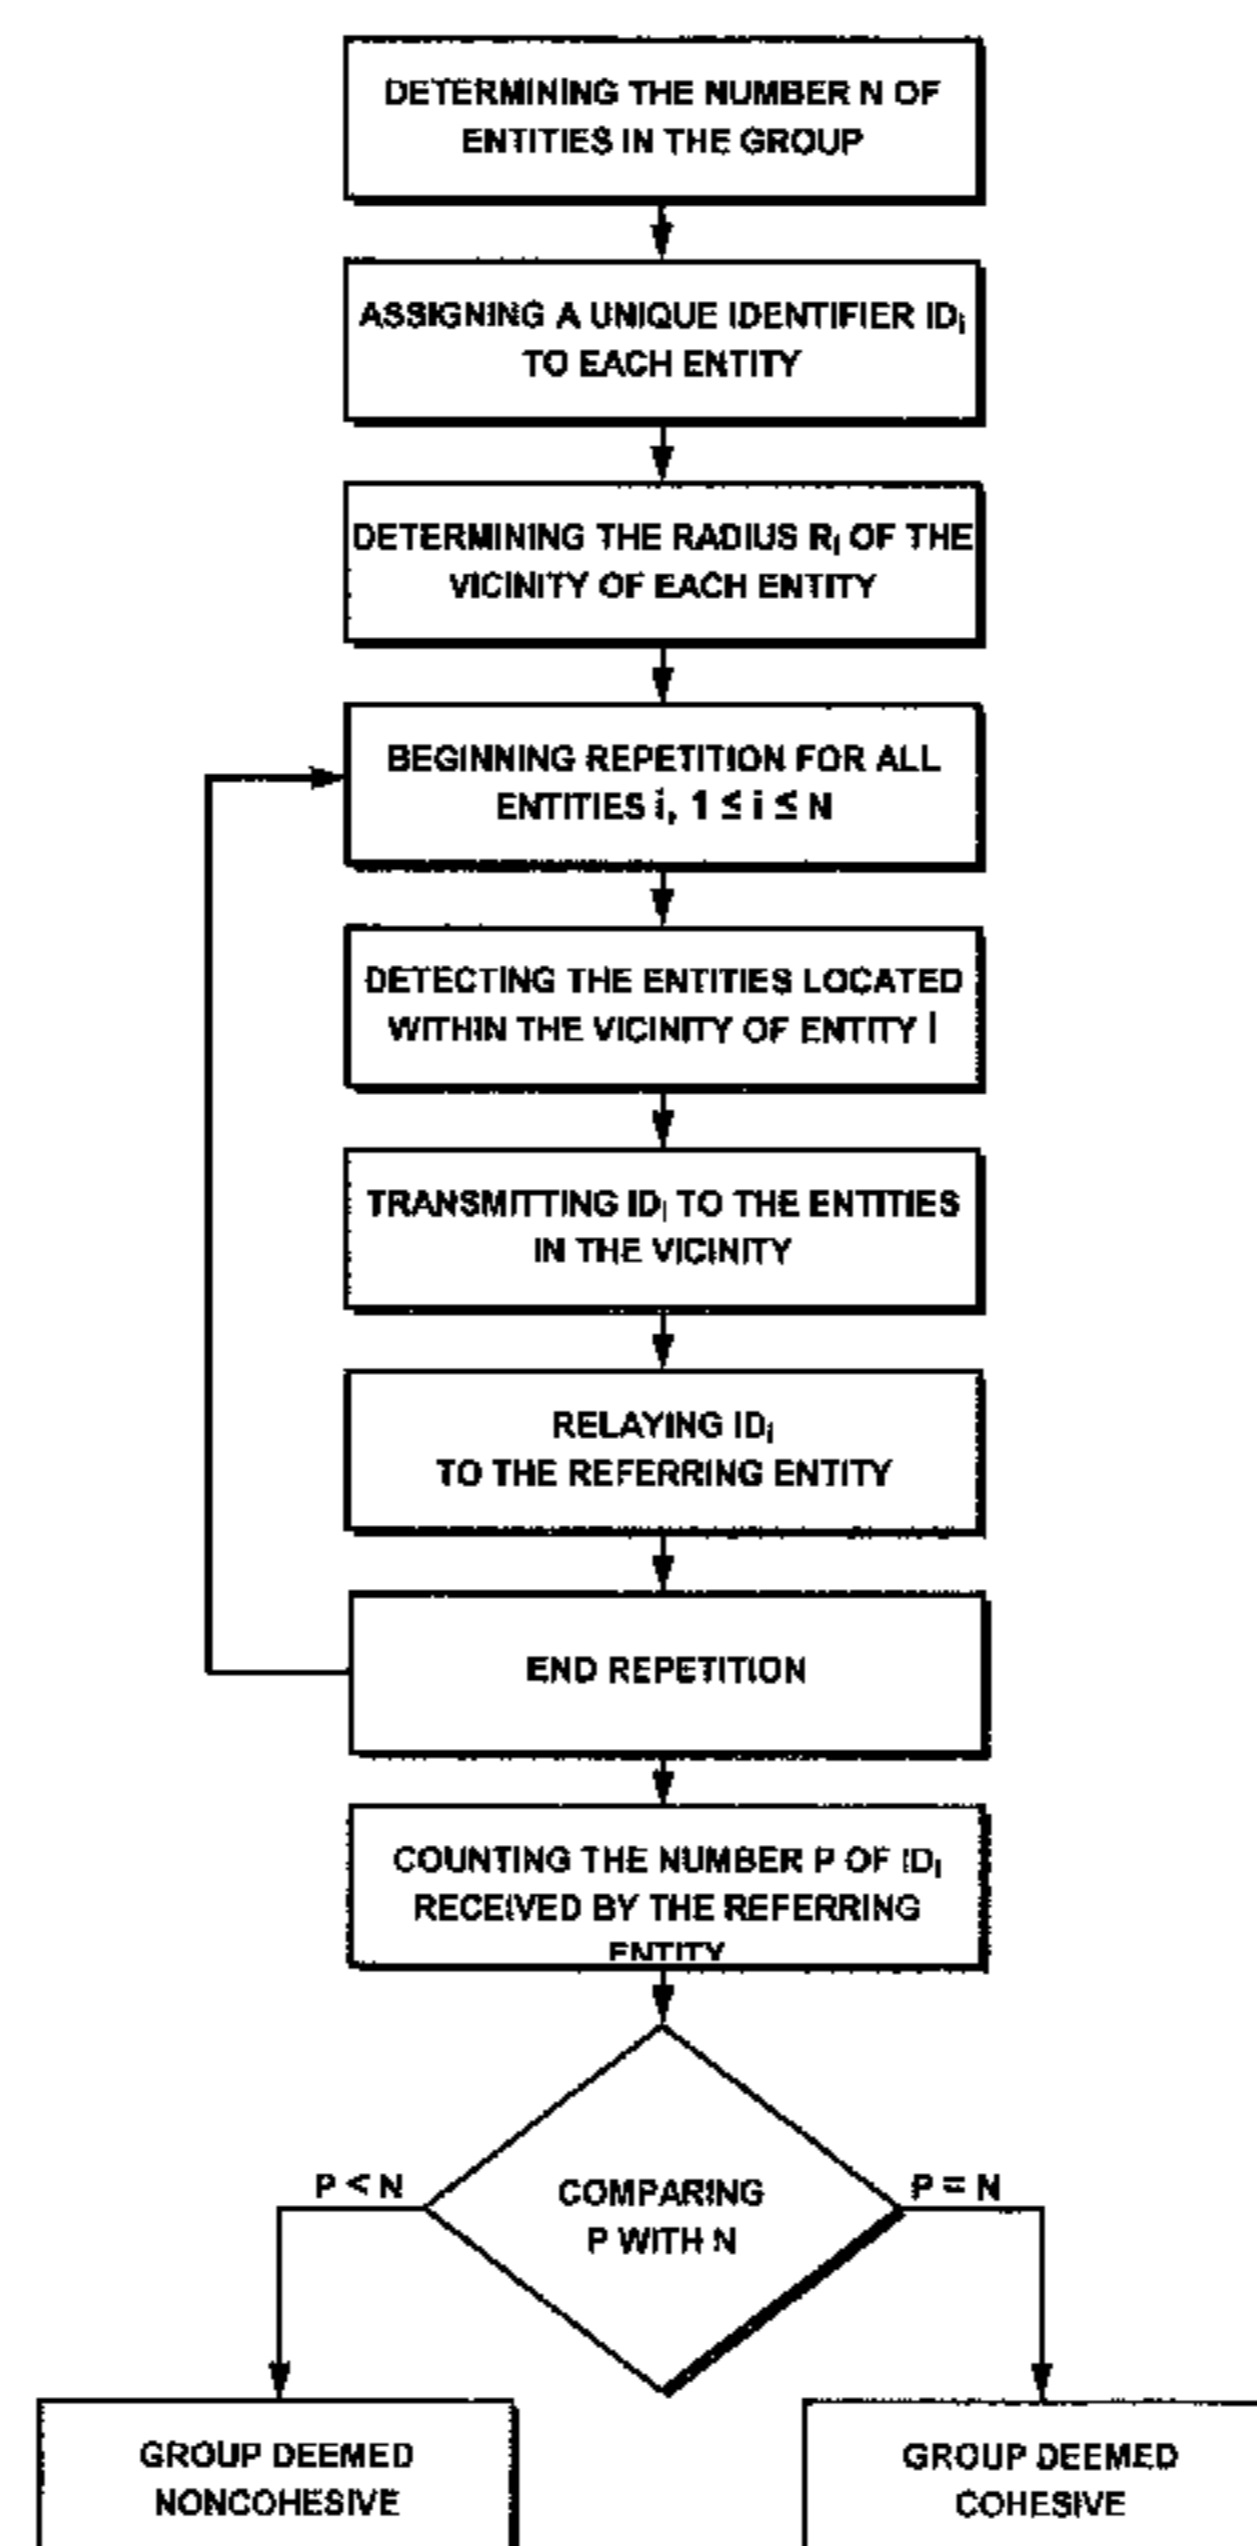 DETERMINING THE NUMBER N OF
ENTITIES IN THE GROUP
ASSIGNING A UNIQUE IDENTIFIER IDi
TO EACH ENTITY
DETERMINING THE RADIUS Ri OF THE
VICINITY OF EACH ENTITY
BEGINNING REPETITION FOR ALL
ENTITIES i, 1 ≤ i ≤ N
DETECTING THE ENTITIES LOCATED
WITHIN THE VICINITY OF ENTITY i
TRANSMITTING IDi TO THE ENTITIES
IN THE VICINITY
RELAYING IDi
TO THE REFERRING ENTITY
END REPETITION
COUNTING THE NUMBER P OF IDi
RECEIVED BY THE REFERRING
ENTITY
P < N
COMPARING
P WITH N
P = N
GROUP DEEMED
NONCOHESIVE
GROUP DEEMED
COHESIVE